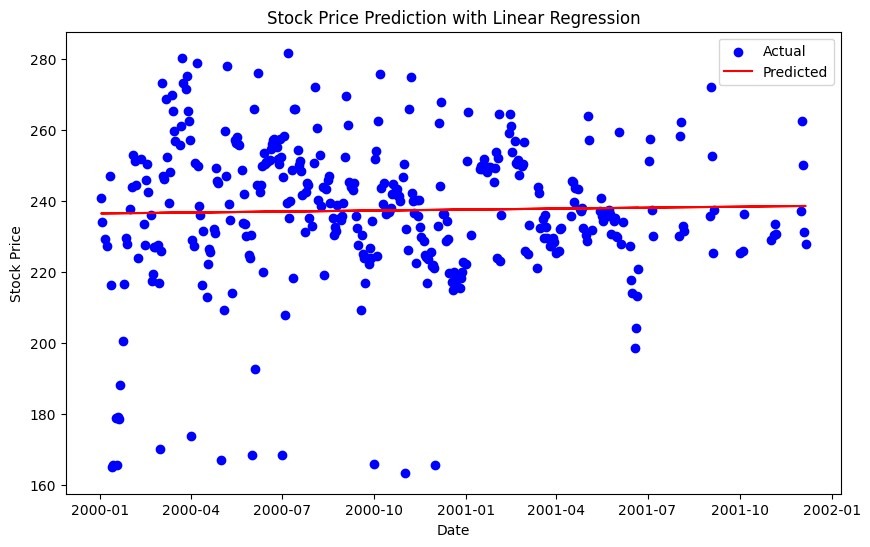 Stock Price Prediction with Linear Regression
Actual
Predicted
280
260
240
220
200
180
160
Stock Price
2000-01 2000-04 2000-07 2000-10 2001-01 2001-04 2001-07 2001-10 2002-01
Date